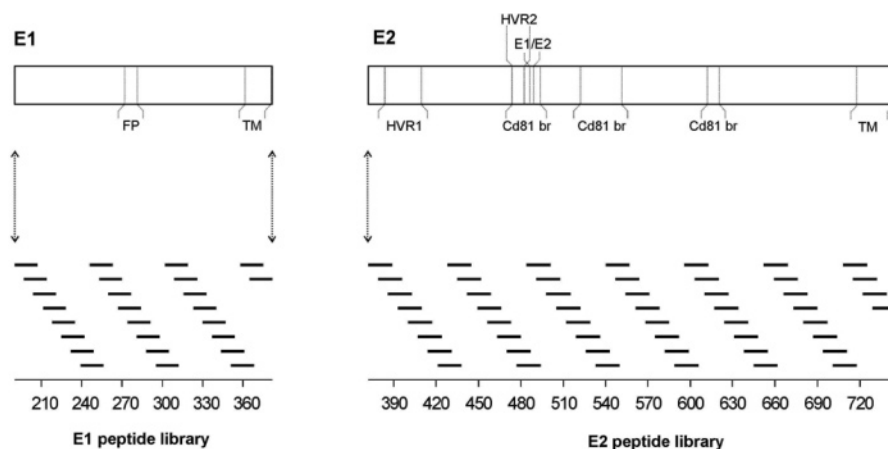 HVR2
E1 E2 E1/E2
FP TM HVR1 Cd81 br Cd81 br Cd81 br TM
210 240 270 300 330 360 390 420 450 480 510 540 570 600 630 660 690 720
E1 peptide library E2 peptide library